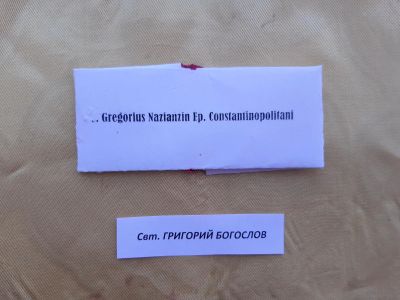 Gregorius Nazianzin Ep. Constantinopolitani
Свт. ГРИГОРИЙ БОГОСЛОВ